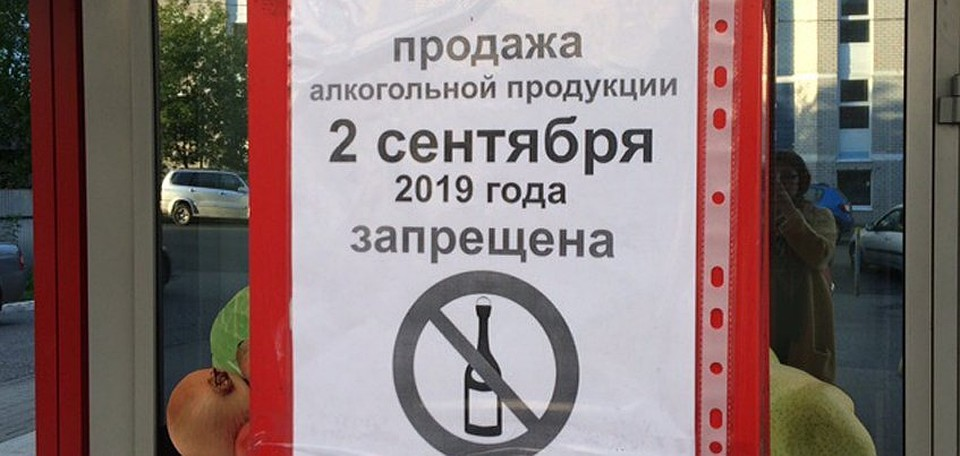 продажа
алкогольной продукции
2 сентября
2019 года
запрещена